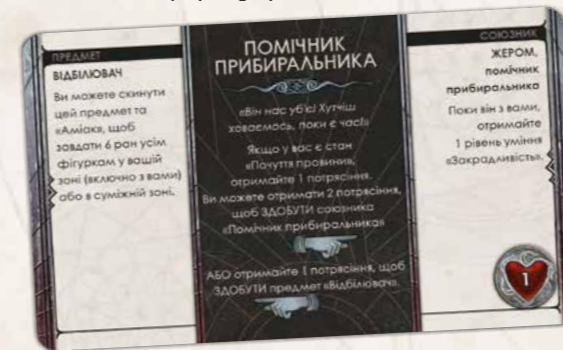 ПРЕДМЕТ
ВІДБІЛЮВАЧ
Ви можете скинути
цей предмет та
«Аміак», щоб
завдати 6 ран усім
фігуркам у вашій
зоні (включно з вами)
або в суміжній зоні.
ПОМІЧНИК
ПРИБИРАЛЬНИКА
«Він нас уб'є! Хутчіш
ховаємось, поки є час!»
Якщо у вас є стан
«Почуття провини»,
отримайте 1 потрясіння.
Ви можете отримати 2 потрясіння,
щоб ЗДОБУТИ союзника
«Помічник прибиральника»
АБО отримайте 1 потрясіння, щоб
ЗДОБУТИ предмет «Відбілювач».
СОЮЗНИК
ЖЕРОМ,
помічник
прибиральника
Поки він з вами,
отримайте
1 рівень уміння
«Закрадливість».
1